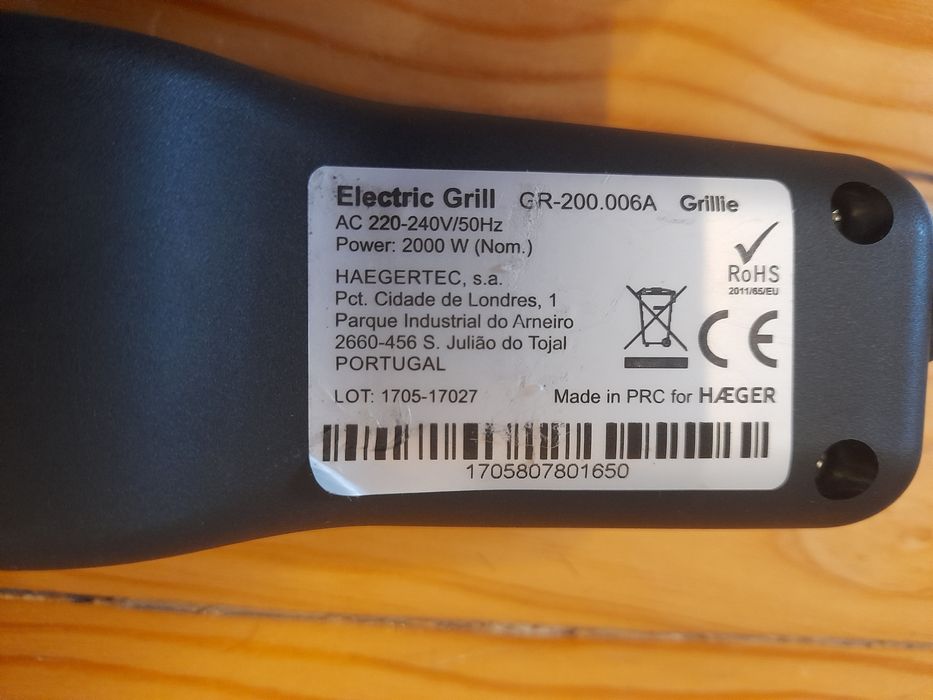 Electric Grill GR-200.006A Grillie
AC 220-240V/50Hz
Power: 2000 W (Nom.)
RoHS
2011/65/EU
HAEGERTEC, s.a.
Pct. Cidade de Londres, 1
Parque Industrial do Arneiro
2660-456 S. Julião do Tojal
PORTUGAL
CE
LOT: 1705-17027 Made in PRC for HÆGER
1705807801650